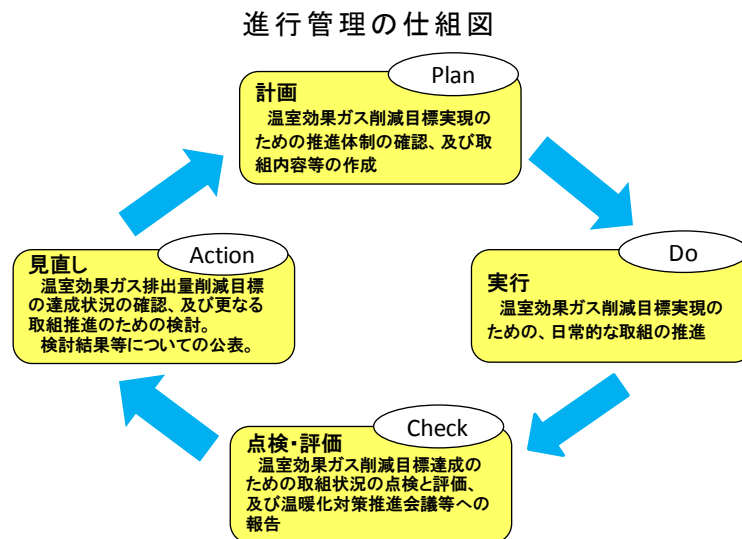 進行管理の仕組図
Plan
計画
温室効果ガス削減目標実現の
ための推進体制の確認、及び取
組内容等の作成
Do
実行
温室効果ガス削減目標実現の
ための、日常的な取組の推進
Check
点検・評価
温室効果ガス削減目標達成の
ための取組状況の点検と評価、
及び温暖化対策推進会議等への
報告
Action
見直し
温室効果ガス排出量削減目標
の達成状況の確認、及び更なる
取組推進のための検討。
検討結果等についての公表。